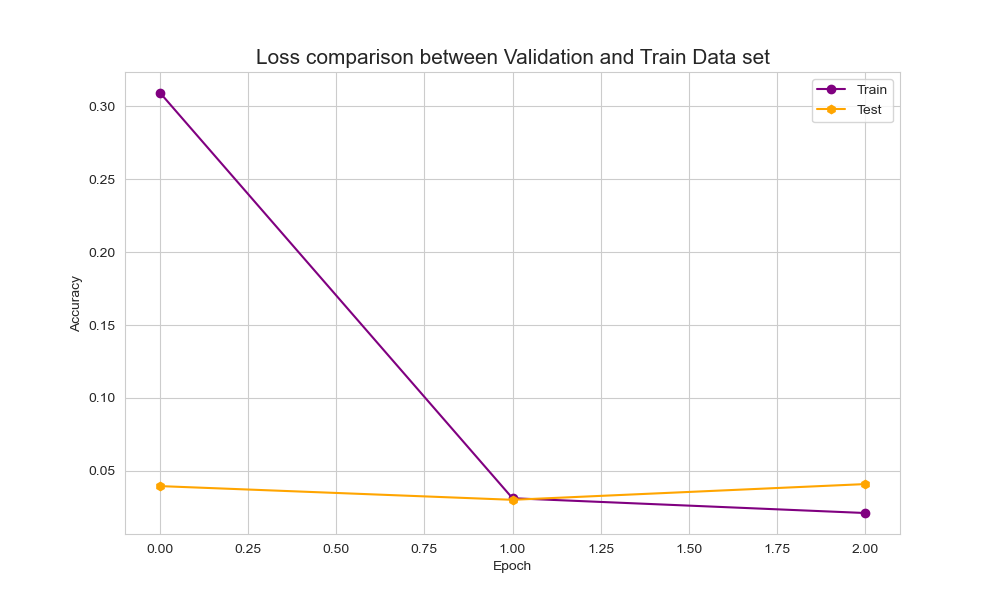 Loss comparison between Validation and Train Data set
Train
Test
0.30
0.25
0.20
0.15
0.10
0.05
Accuracy
0.00 0.25 0.50 0.75 1.00 1.25 1.50 1.75 2.00
Epoch